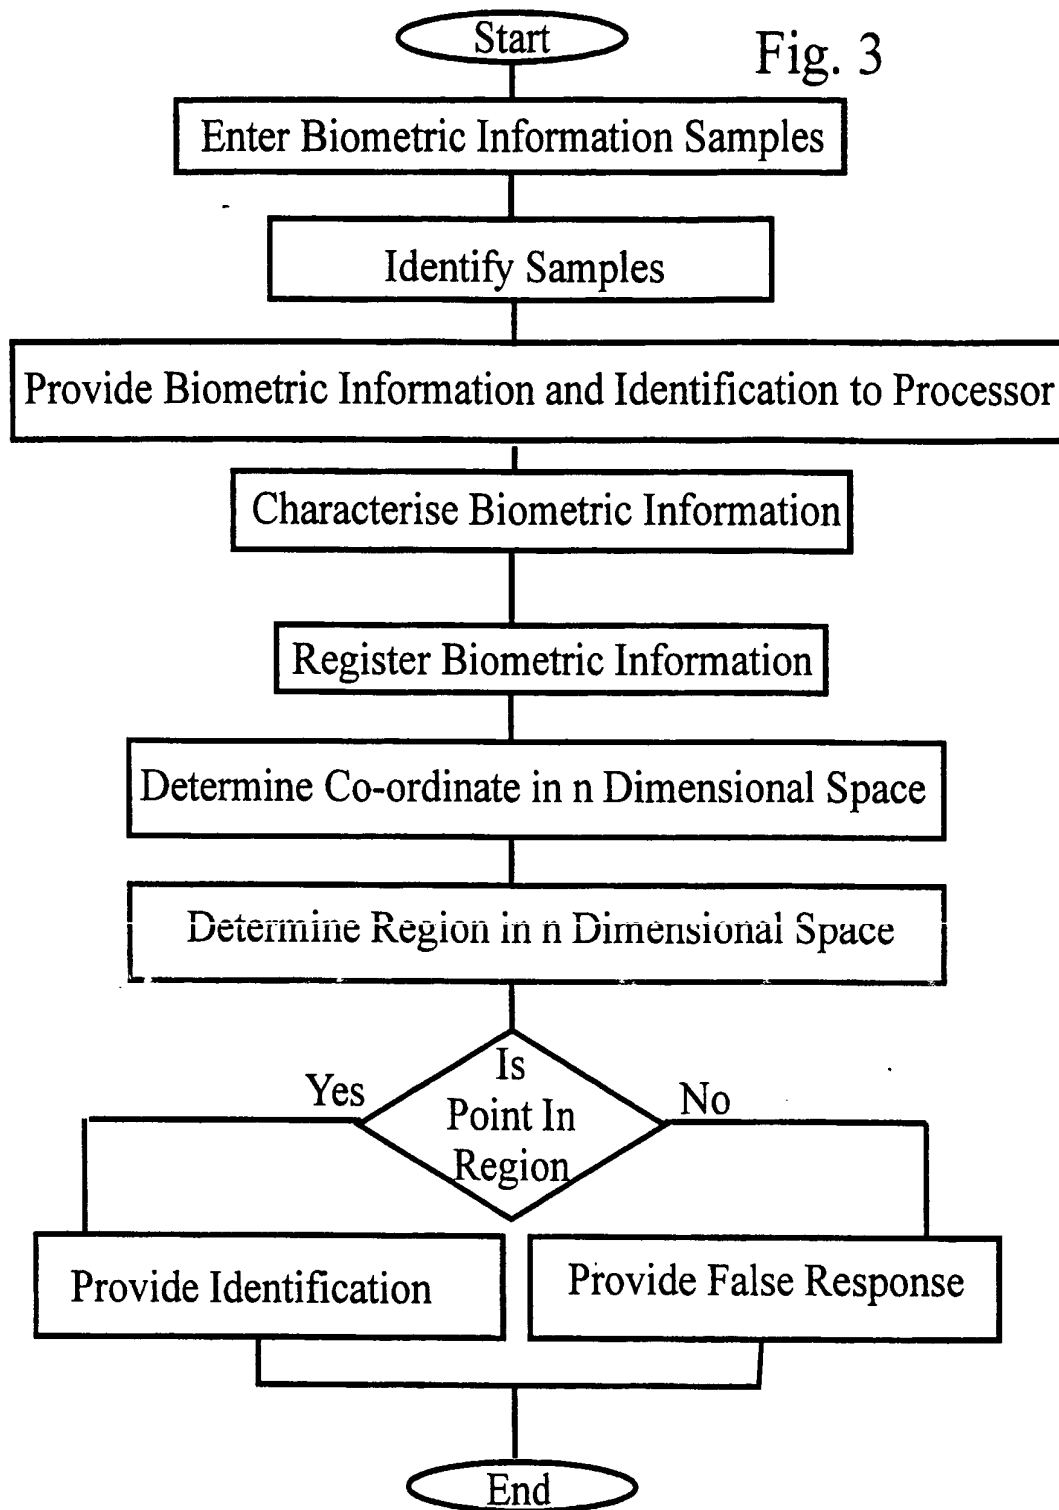 Start
Fig. 3
Enter Biometric Information Samples
Identify Samples
Provide Biometric Information and Identification to Processor
Characterise Biometric Information
Register Biometric Information
Determine Co-ordinate in n Dimensional Space
Determine Region in n Dimensional Space
Is
Point In
Region
Yes
No
Provide Identification
Provide False Response
End